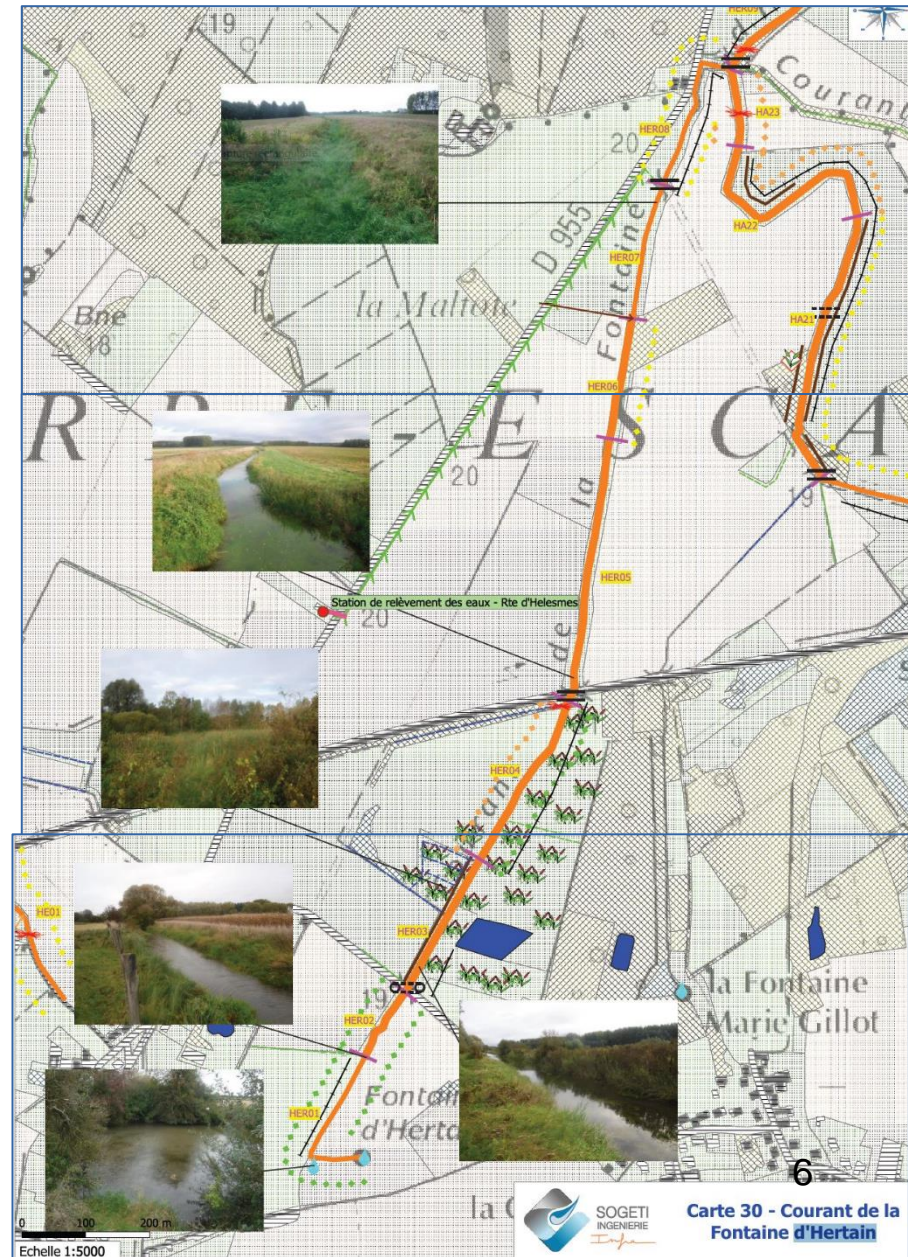 HER09
19
Courant
HA23
HER08
20
D 955
HA22
HER07
Fontaine
la Maltote
Bne
18
HA21
HER06
R R E - E S C A
20
19
la
HER05
Station de relèvement des eaux - Rte d'Helesmes
20
de
HER04
HE01
HER03
19
la Fontaine
Marie Gillot
HER02
HER01
Fontain
d'Herta
6
la
0 100 200 m
Echelle 1:5000
SOGETI
INGENIERIE
Infra
Carte 30 - Courant de la
Fontaine d'Hertain